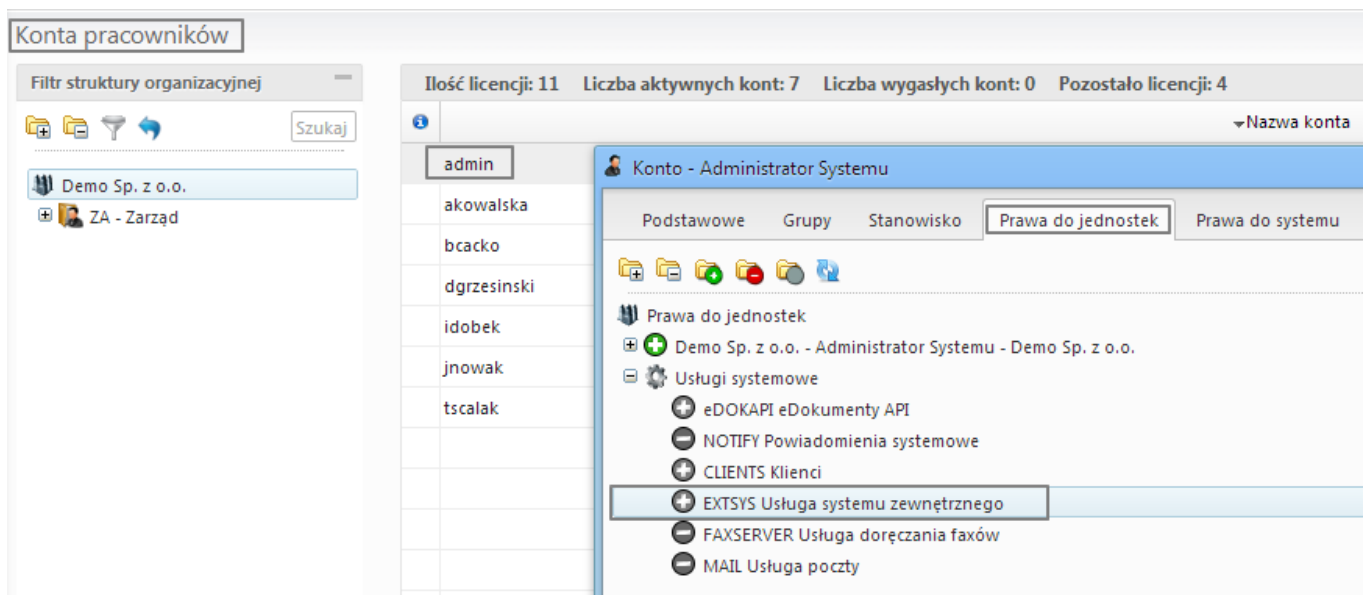 Konta pracowników
Filtr struktury organizacyjnej
Szukaj
Demo Sp. z o.o.
ZA - Zarząd
Ilość licencji: 11 Liczba aktywnych kont: 7 Liczba wygasłych kont: 0 Pozostało licencji: 4
Nazwa konta
admin
akowalska
bcacko
dgrzesinski
idobek
jnowak
tscalak
Konto - Administrator Systemu
Podstawowe Grupy Stanowisko Prawa do jednostek Prawa do systemu
Prawa do jednostek
Demo Sp. z o.o. - Administrator Systemu - Demo Sp. z o.o.
Usługi systemowe
eDOKAPI eDokumenty API
NOTIFY Powiadomienia systemowe
CLIENTS Klienci
EXTSYS Usługa systemu zewnętrznego
FAXSERVER Usługa doręczania faxów
MAIL Usługa poczty